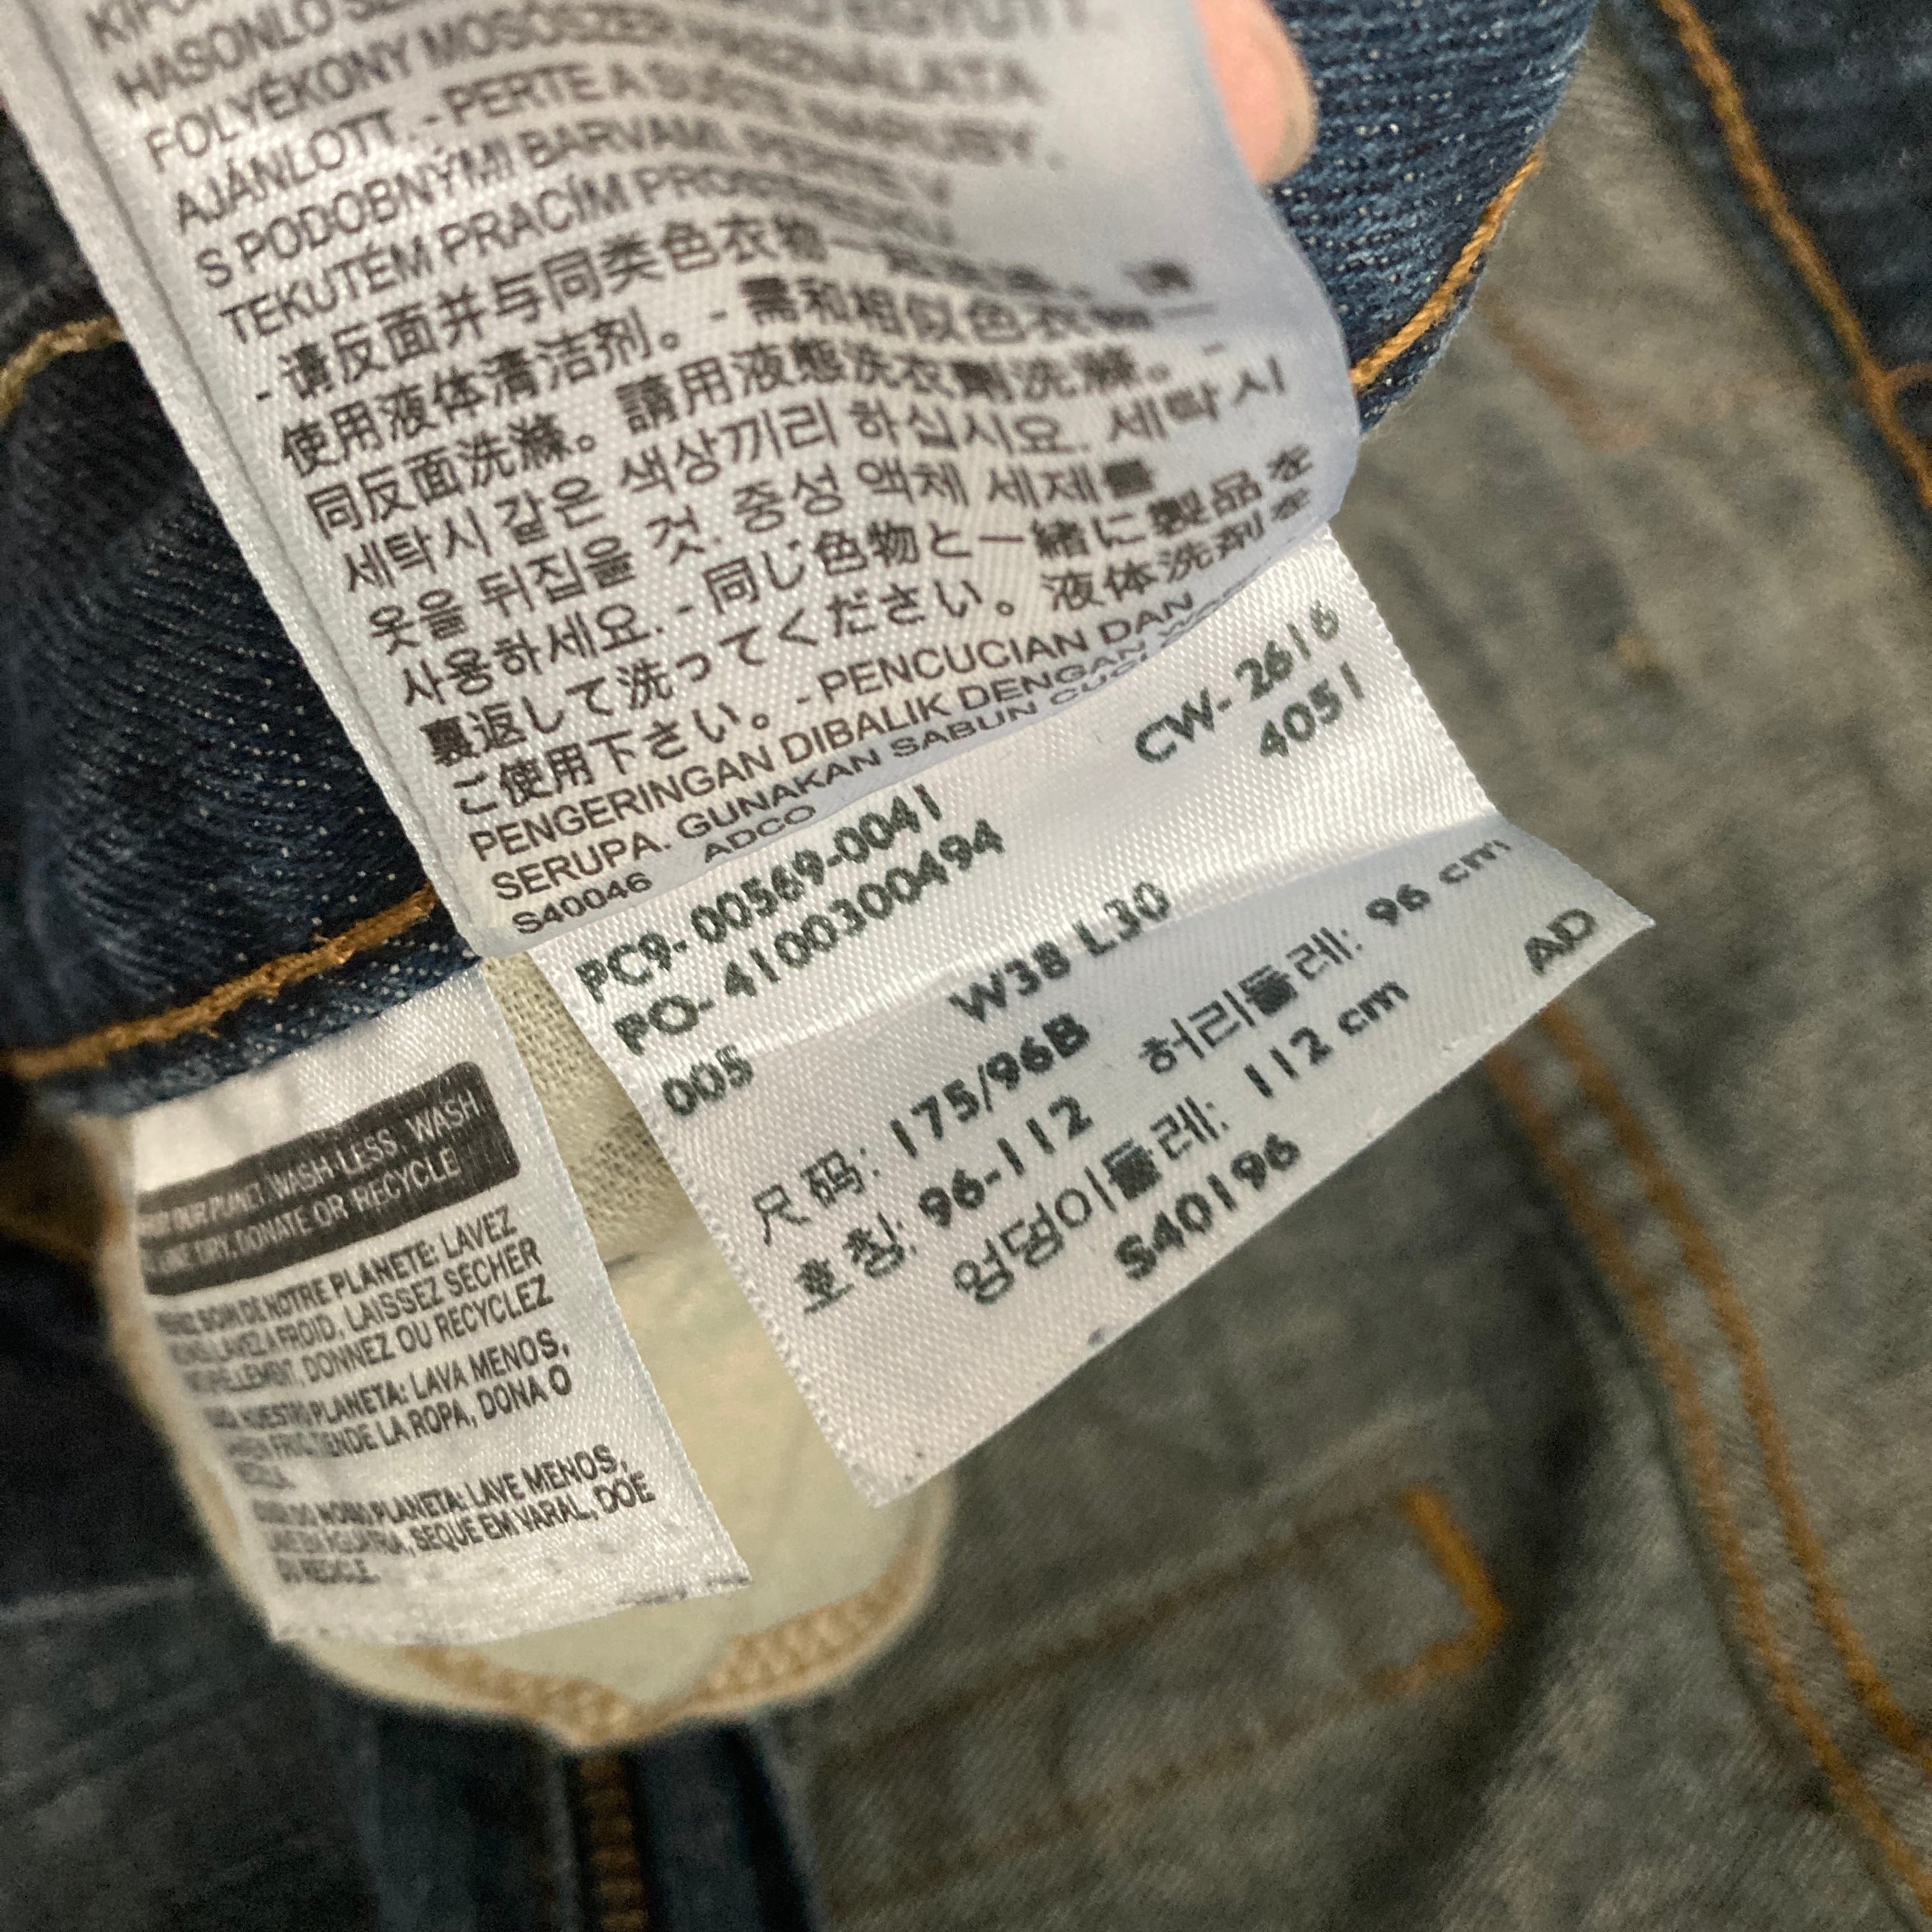 HASONLÓ
FOLYÉKONY MOSÓSZER
AJÁNLOTT. - PERTE A
S PODOBNÝMI BARVAMI.
TEKUTÉM PRACÍM
- 请反面并与同类色衣物一
使用液体清洁剂。- 需和相似色衣物一
同反面洗滌。請用液態洗衣劑洗滌。-
세탁시 같은 색상끼리 하십시요. 세탁시
옷을 뒤집을 것. 중성 액체 세제를
사용하세요. - 同じ色物と一緒に製品を
裏返して洗ってください。液体洗剤を
ご使用下さい。- PENCUCIAN DAN
PENGERINGAN DIBALIK DENGAN
SERUPA. GUNAKAN SABUN
S40046 ADCO
CW- 2616
PC9- 00569-0041 4051
PO- 4100300494
005 W38 L30
尺码: 175/96B 허리둘레: 96 cm
호칭: 96-112
엉덩이둘레: 112 cm AD
S40196
OUR PLANET: WASH LESS, WASH
LINE DRY, DONATE OR RECYCLE
SOIN DE NOTRE PLANÈTE: LAVEZ
LAVEZ À FROID, LAISSEZ SÉCHER
DONNEZ OU RECYCLEZ
NUESTRO PLANETA: LAVA MENOS,
TIENDE LA ROPA, DONA O
DO NOSSO PLANETA: LAVE MENOS,
SEQUE EM VARAL, DOE
OU RECICLE.